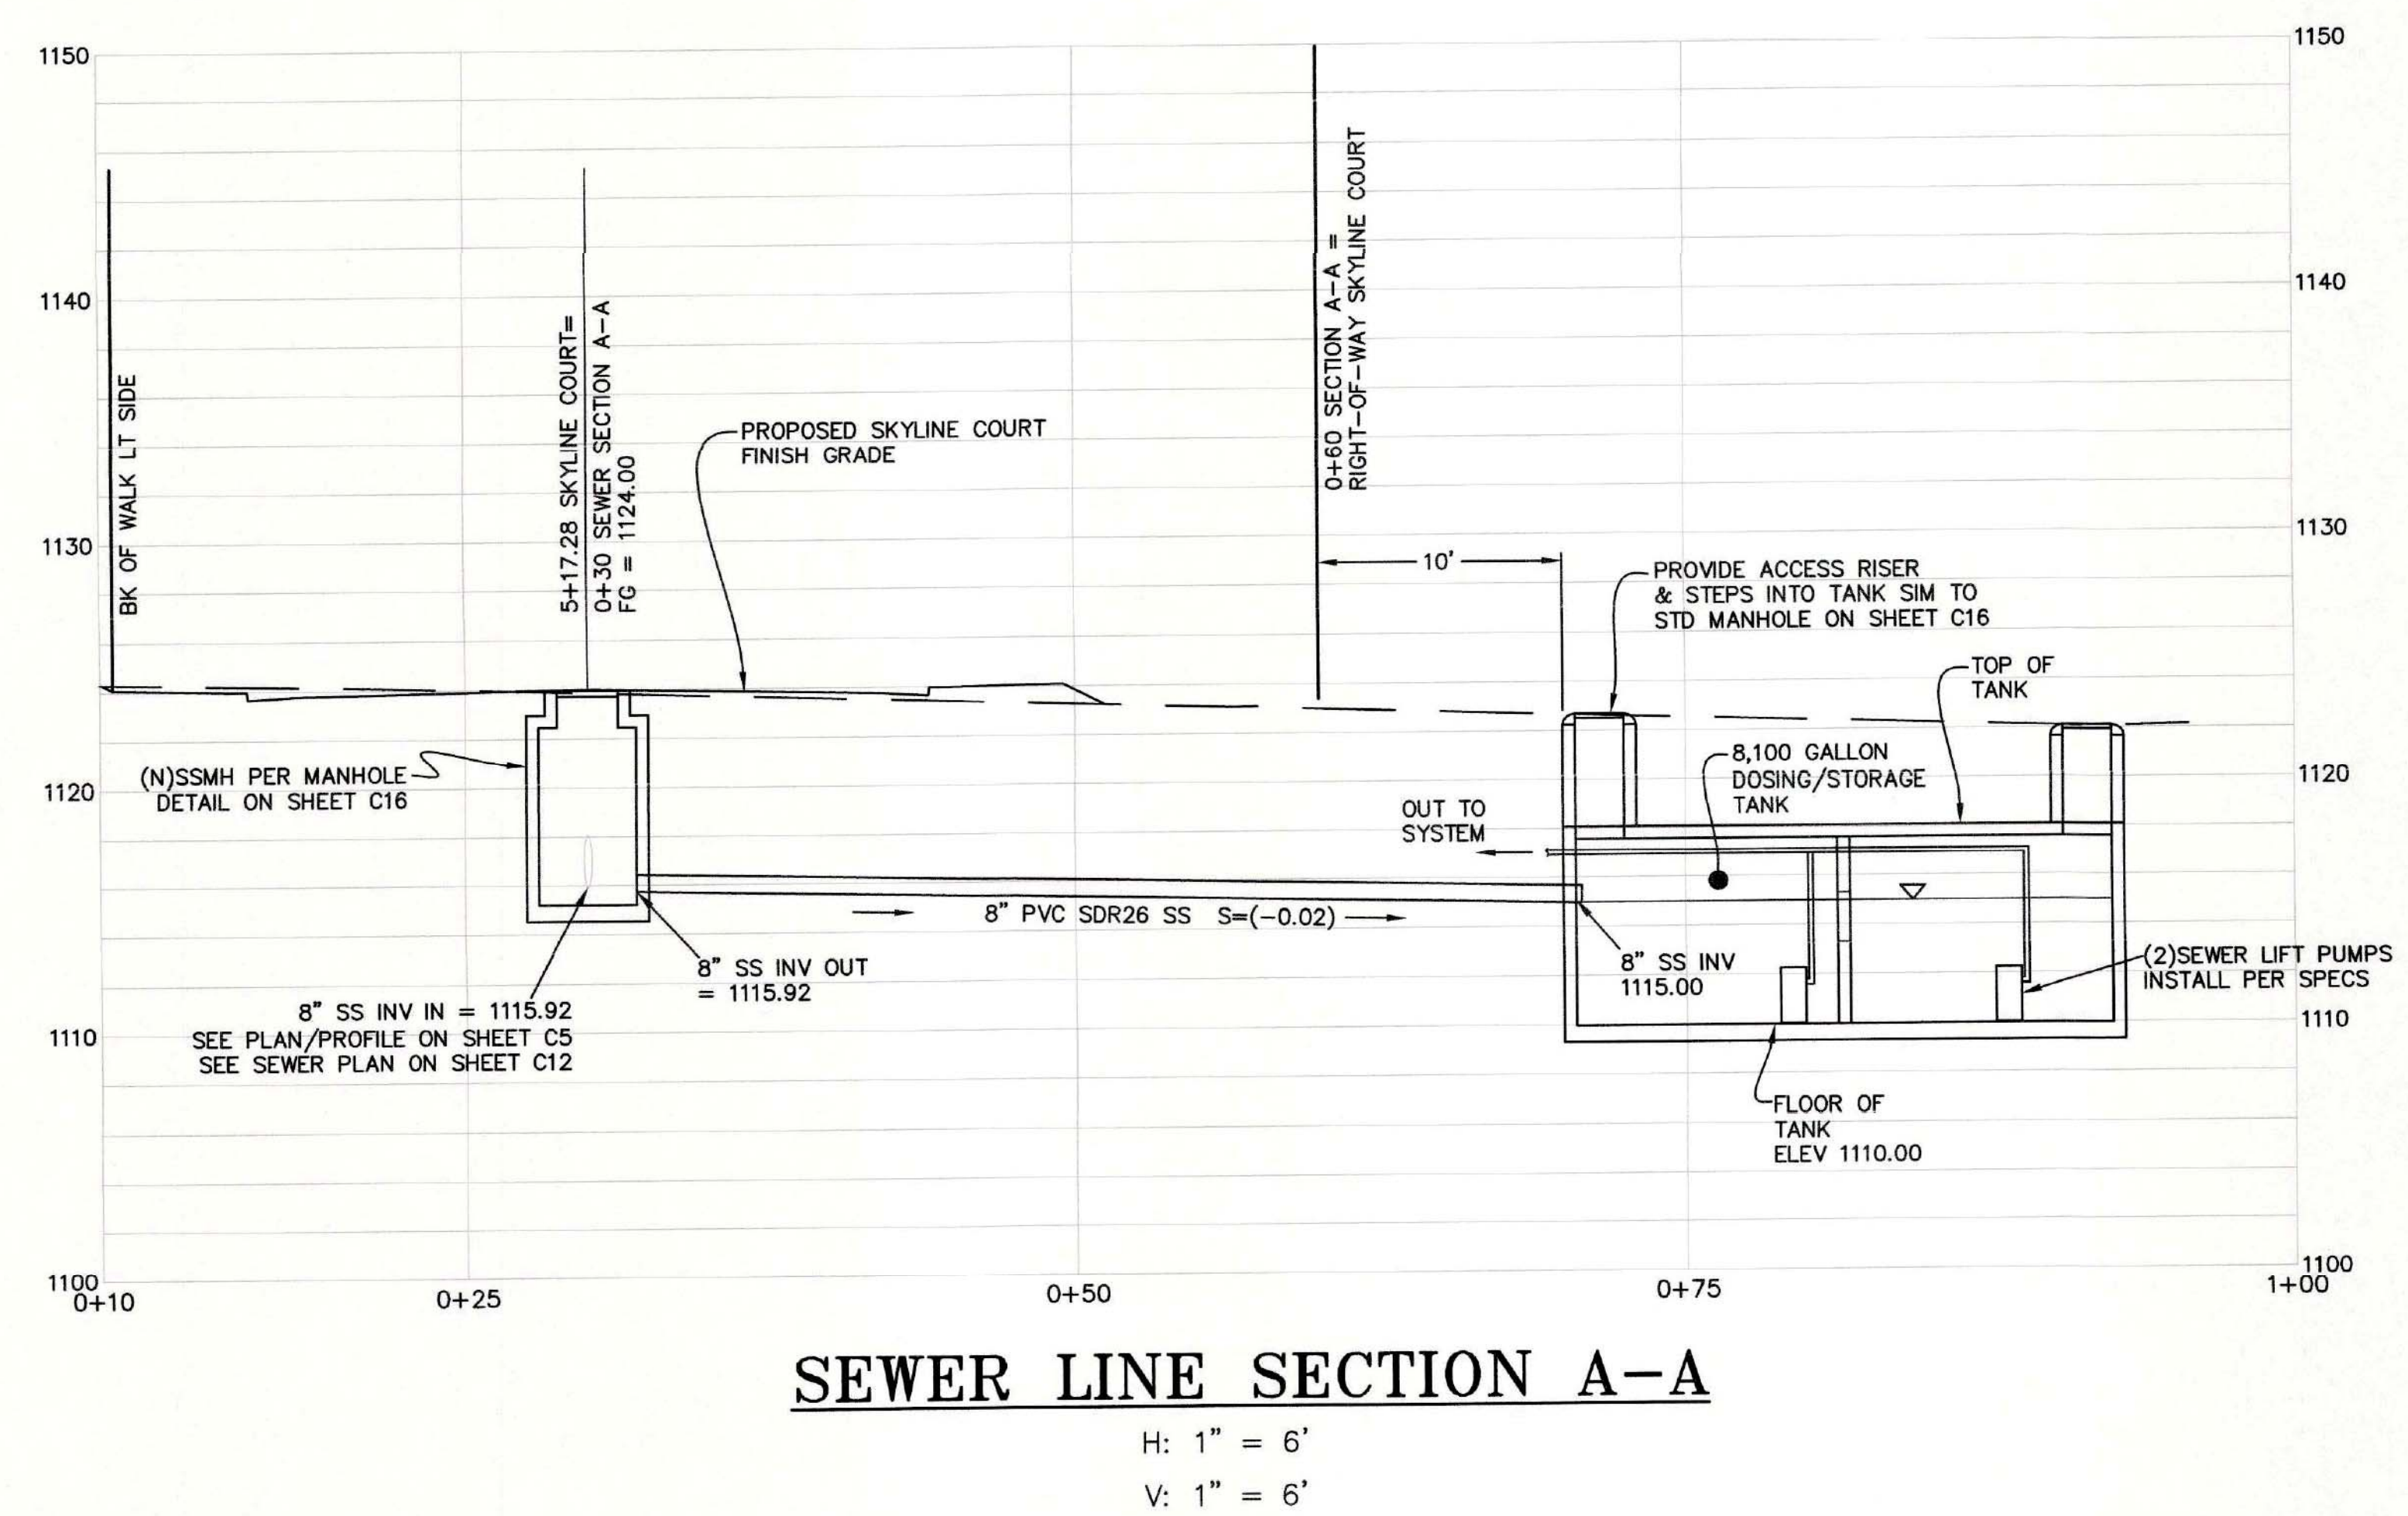 1150
1150
1140
1140
1130
1130
1120
1120
1110
1110
1100
1100
BK OF WALK LT SIDE
5+17.28 SKYLINE COURT=
0+30 SEWER SECTION A-A
FG = 1124.00
PROPOSED SKYLINE COURT
FINISH GRADE
0+60 SECTION A-A =
RIGHT-OF-WAY SKYLINE COURT
10'
PROVIDE ACCESS RISER
& STEPS INTO TANK SIM TO
STD MANHOLE ON SHEET C16
TOP OF
TANK
(N)SSMH PER MANHOLE
DETAIL ON SHEET C16
8,100 GALLON
DOSING/STORAGE
TANK
OUT TO
SYSTEM
8" PVC SDR26 SS S=(-0.02)
8" SS INV OUT
= 1115.92
8" SS INV IN = 1115.92
SEE PLAN/PROFILE ON SHEET C5
SEE SEWER PLAN ON SHEET C12
8" SS INV
1115.00
(2)SEWER LIFT PUMPS
INSTALL PER SPECS
FLOOR OF
TANK
ELEV 1110.00
0+10
0+25
0+50
0+75
1+00
SEWER LINE SECTION A-A
H: 1" = 6'
V: 1" = 6'